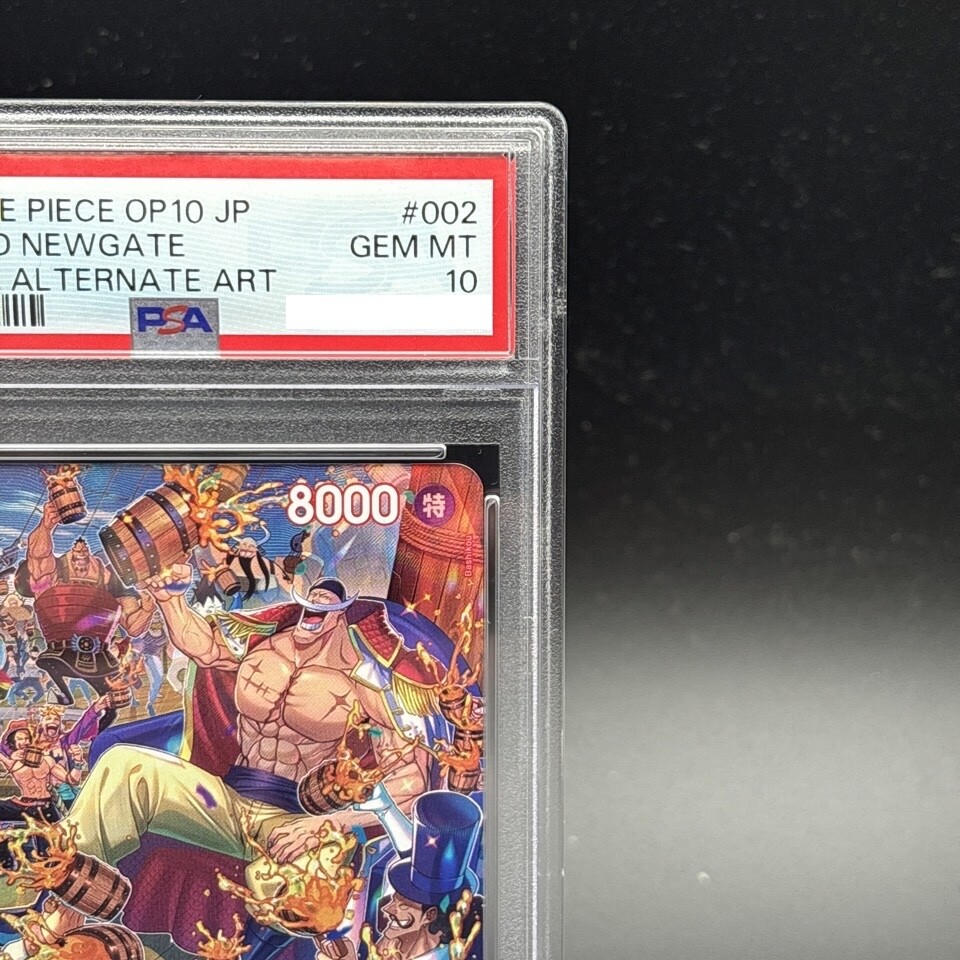 E PIECE OP10 JP #002
D NEWGATE GEM MT
ALTERNATE ART 10
PSA
8000 特